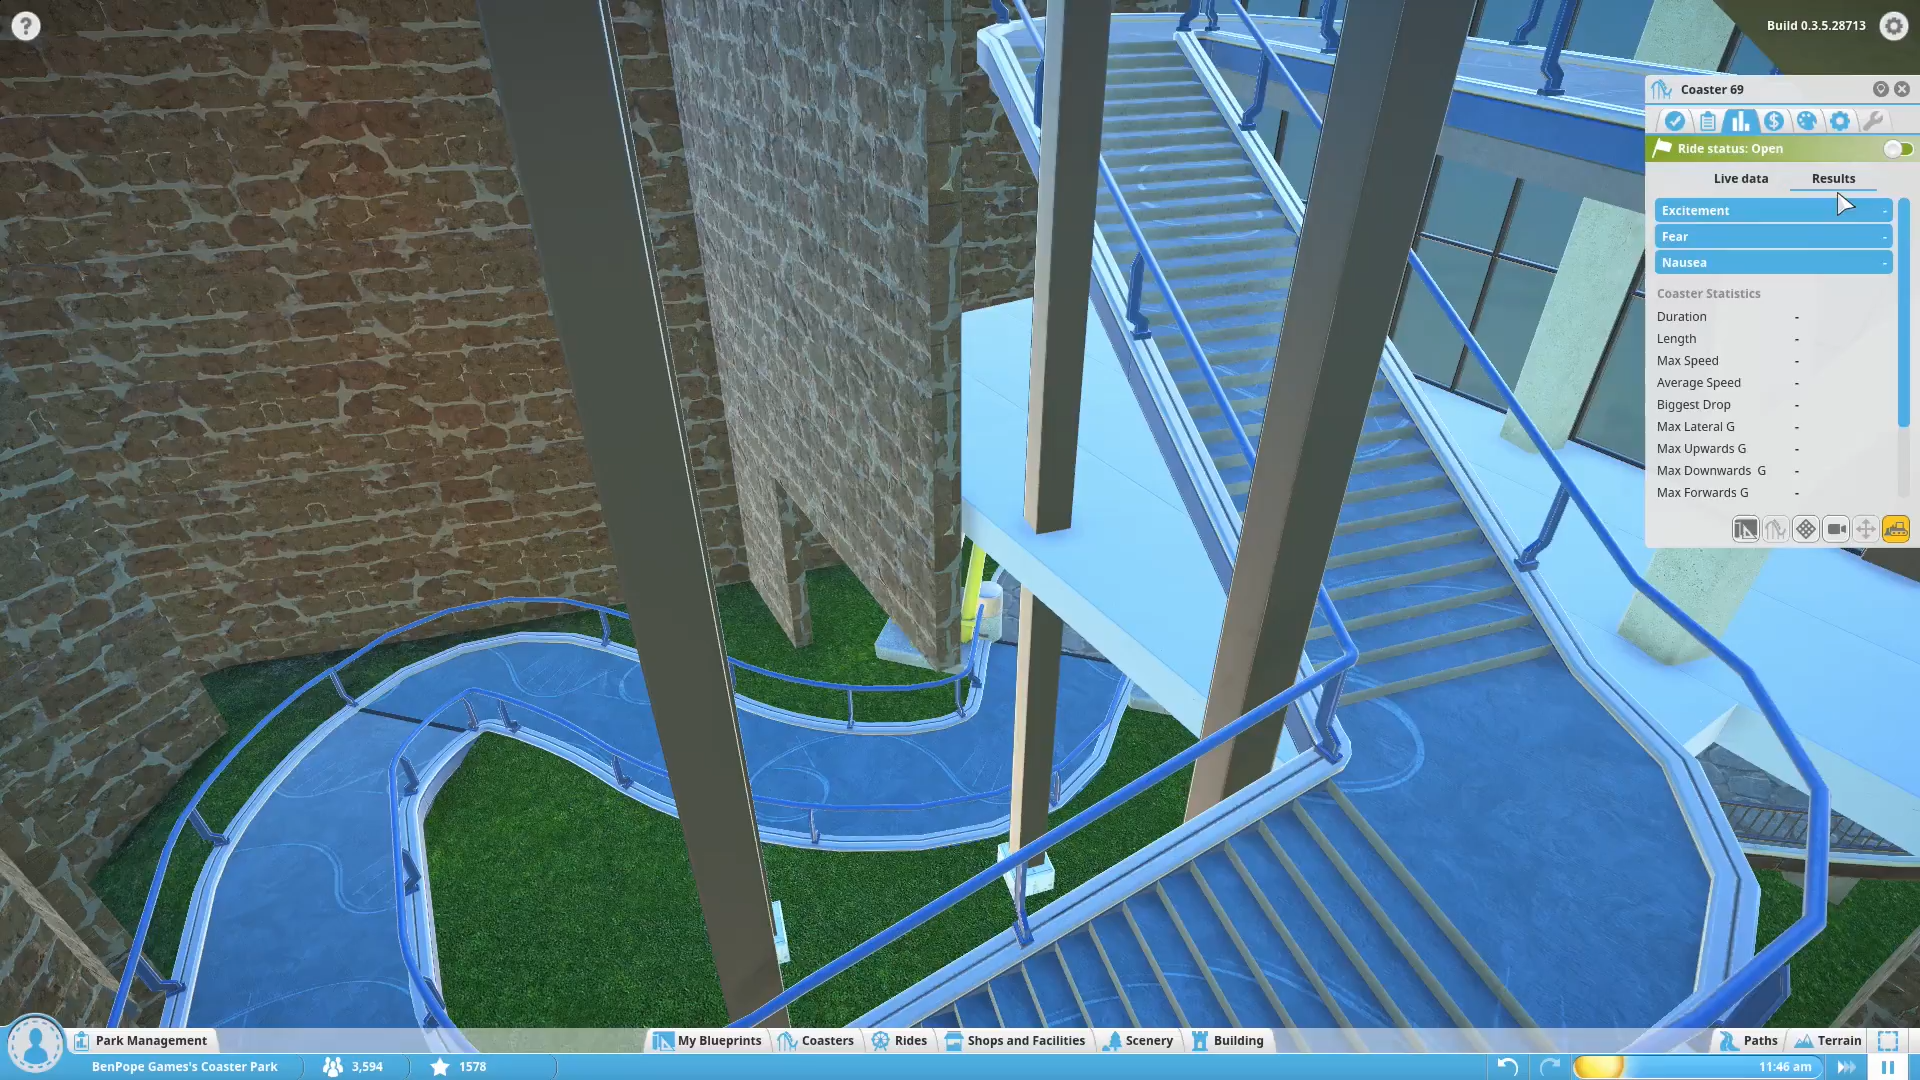 ?
Build 0.3.5.28713
Coaster 69
Ride status: Open
Live data Results
Excitement -
Fear -
Nausea -
Coaster Statistics
Duration -
Length -
Max Speed -
Average Speed -
Biggest Drop -
Max Lateral G -
Max Upwards G -
Max Downwards G -
Max Forwards G -
Park Management My Blueprints Coasters Rides Shops and Facilities Scenery Building Paths Terrain
BenPope Games's Coaster Park 3,594 1578 11:46 am